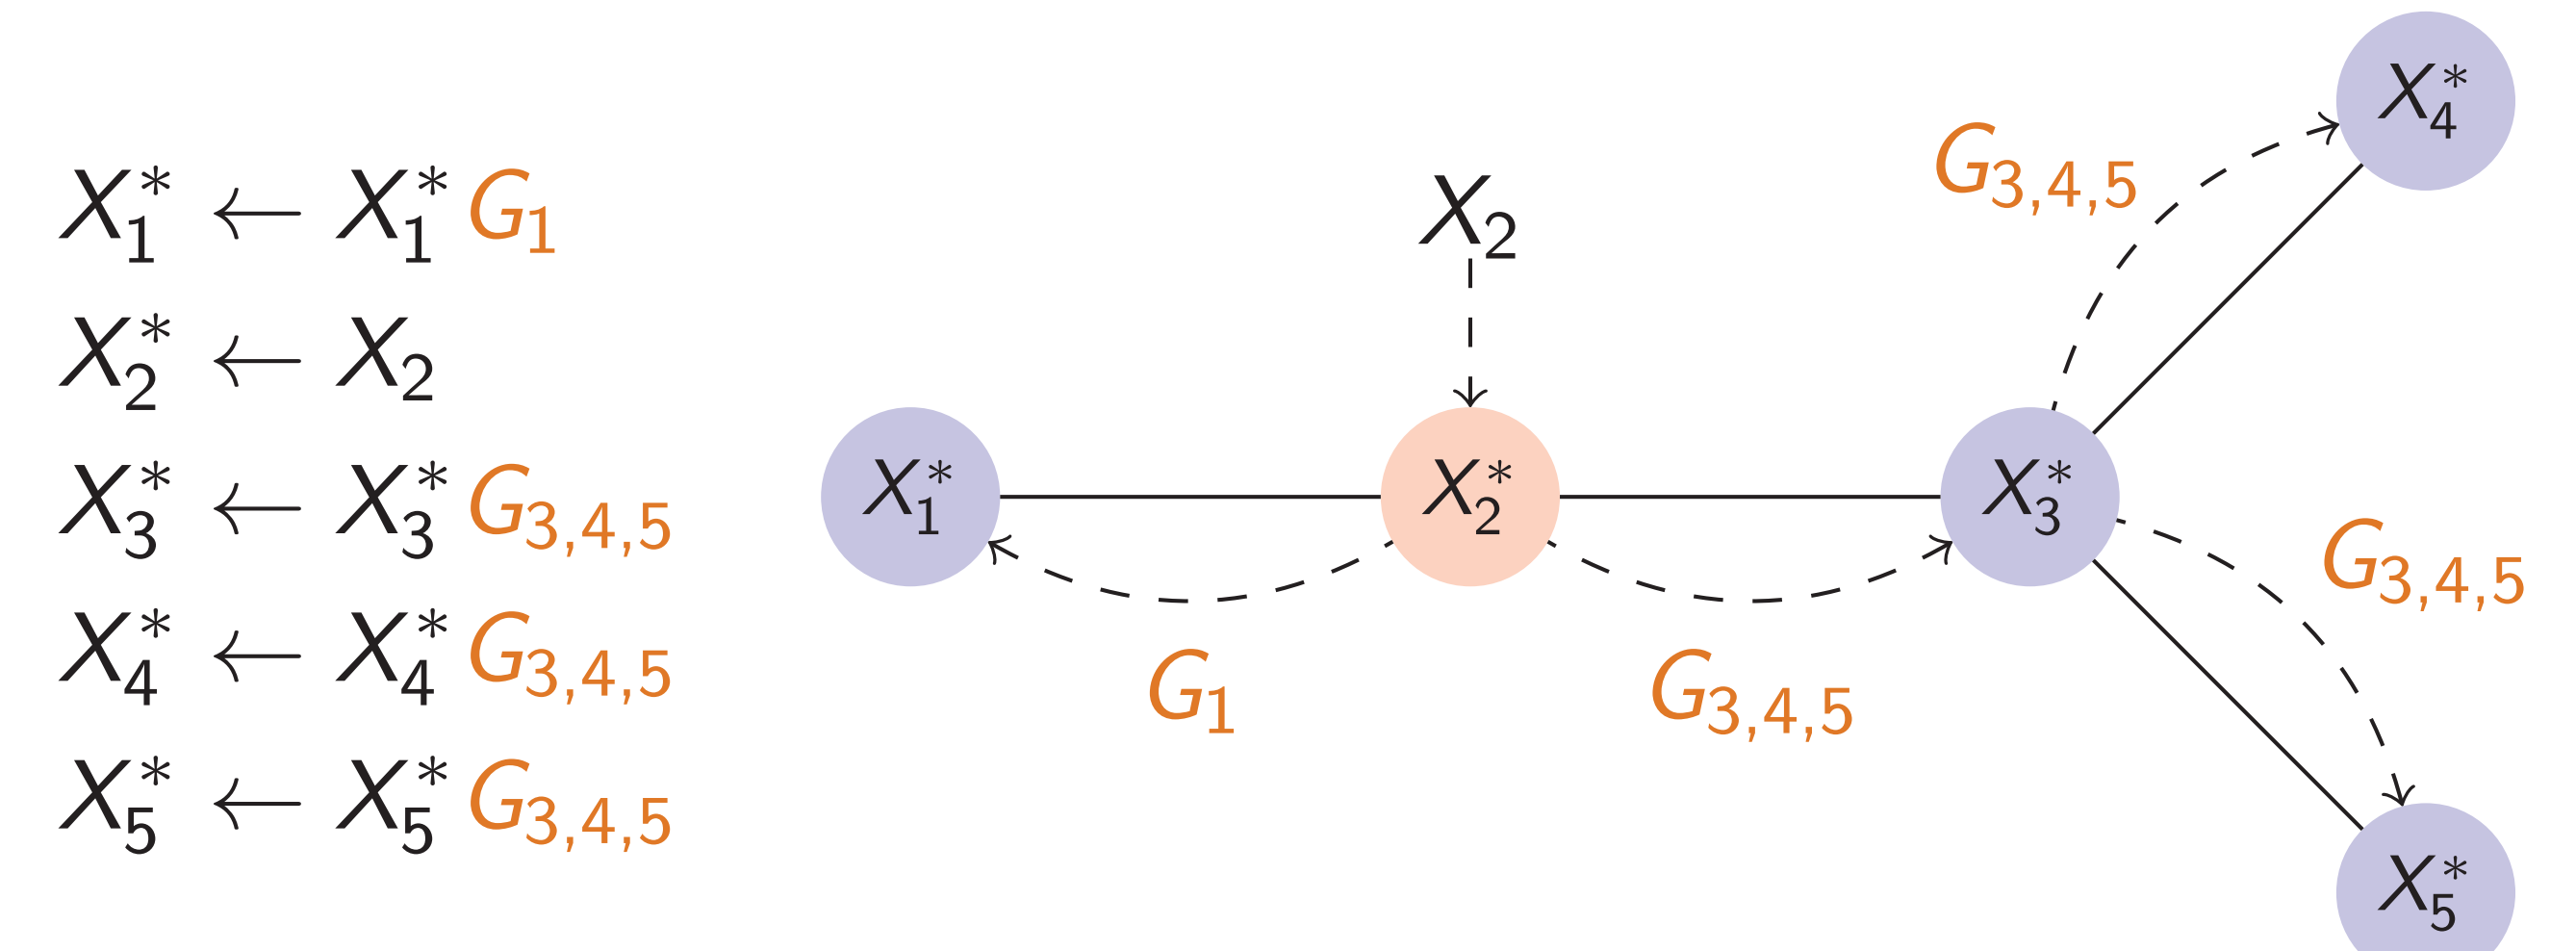 X₁* ← X₁* G₁
X₂* ← X₂
X₃* ← X₃* G₃,₄,₅
X₄* ← X₄* G₃,₄,₅
X₅* ← X₅* G₃,₄,₅
X₂
X₁*
X₂*
X₃*
X₄*
X₅*
G₁
G₃,₄,₅
G₃,₄,₅
G₃,₄,₅